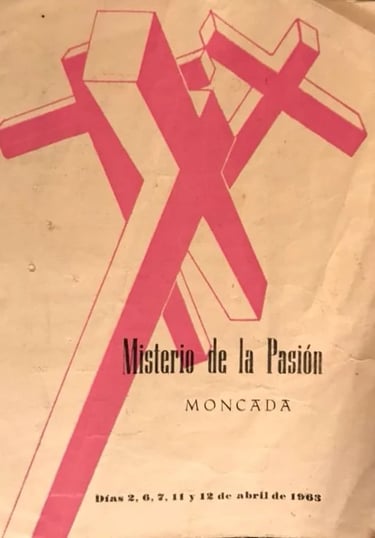 Misterio de la Pasión
MONCADA
Días 2, 6, 7, 11 y 12 de abril de 1963